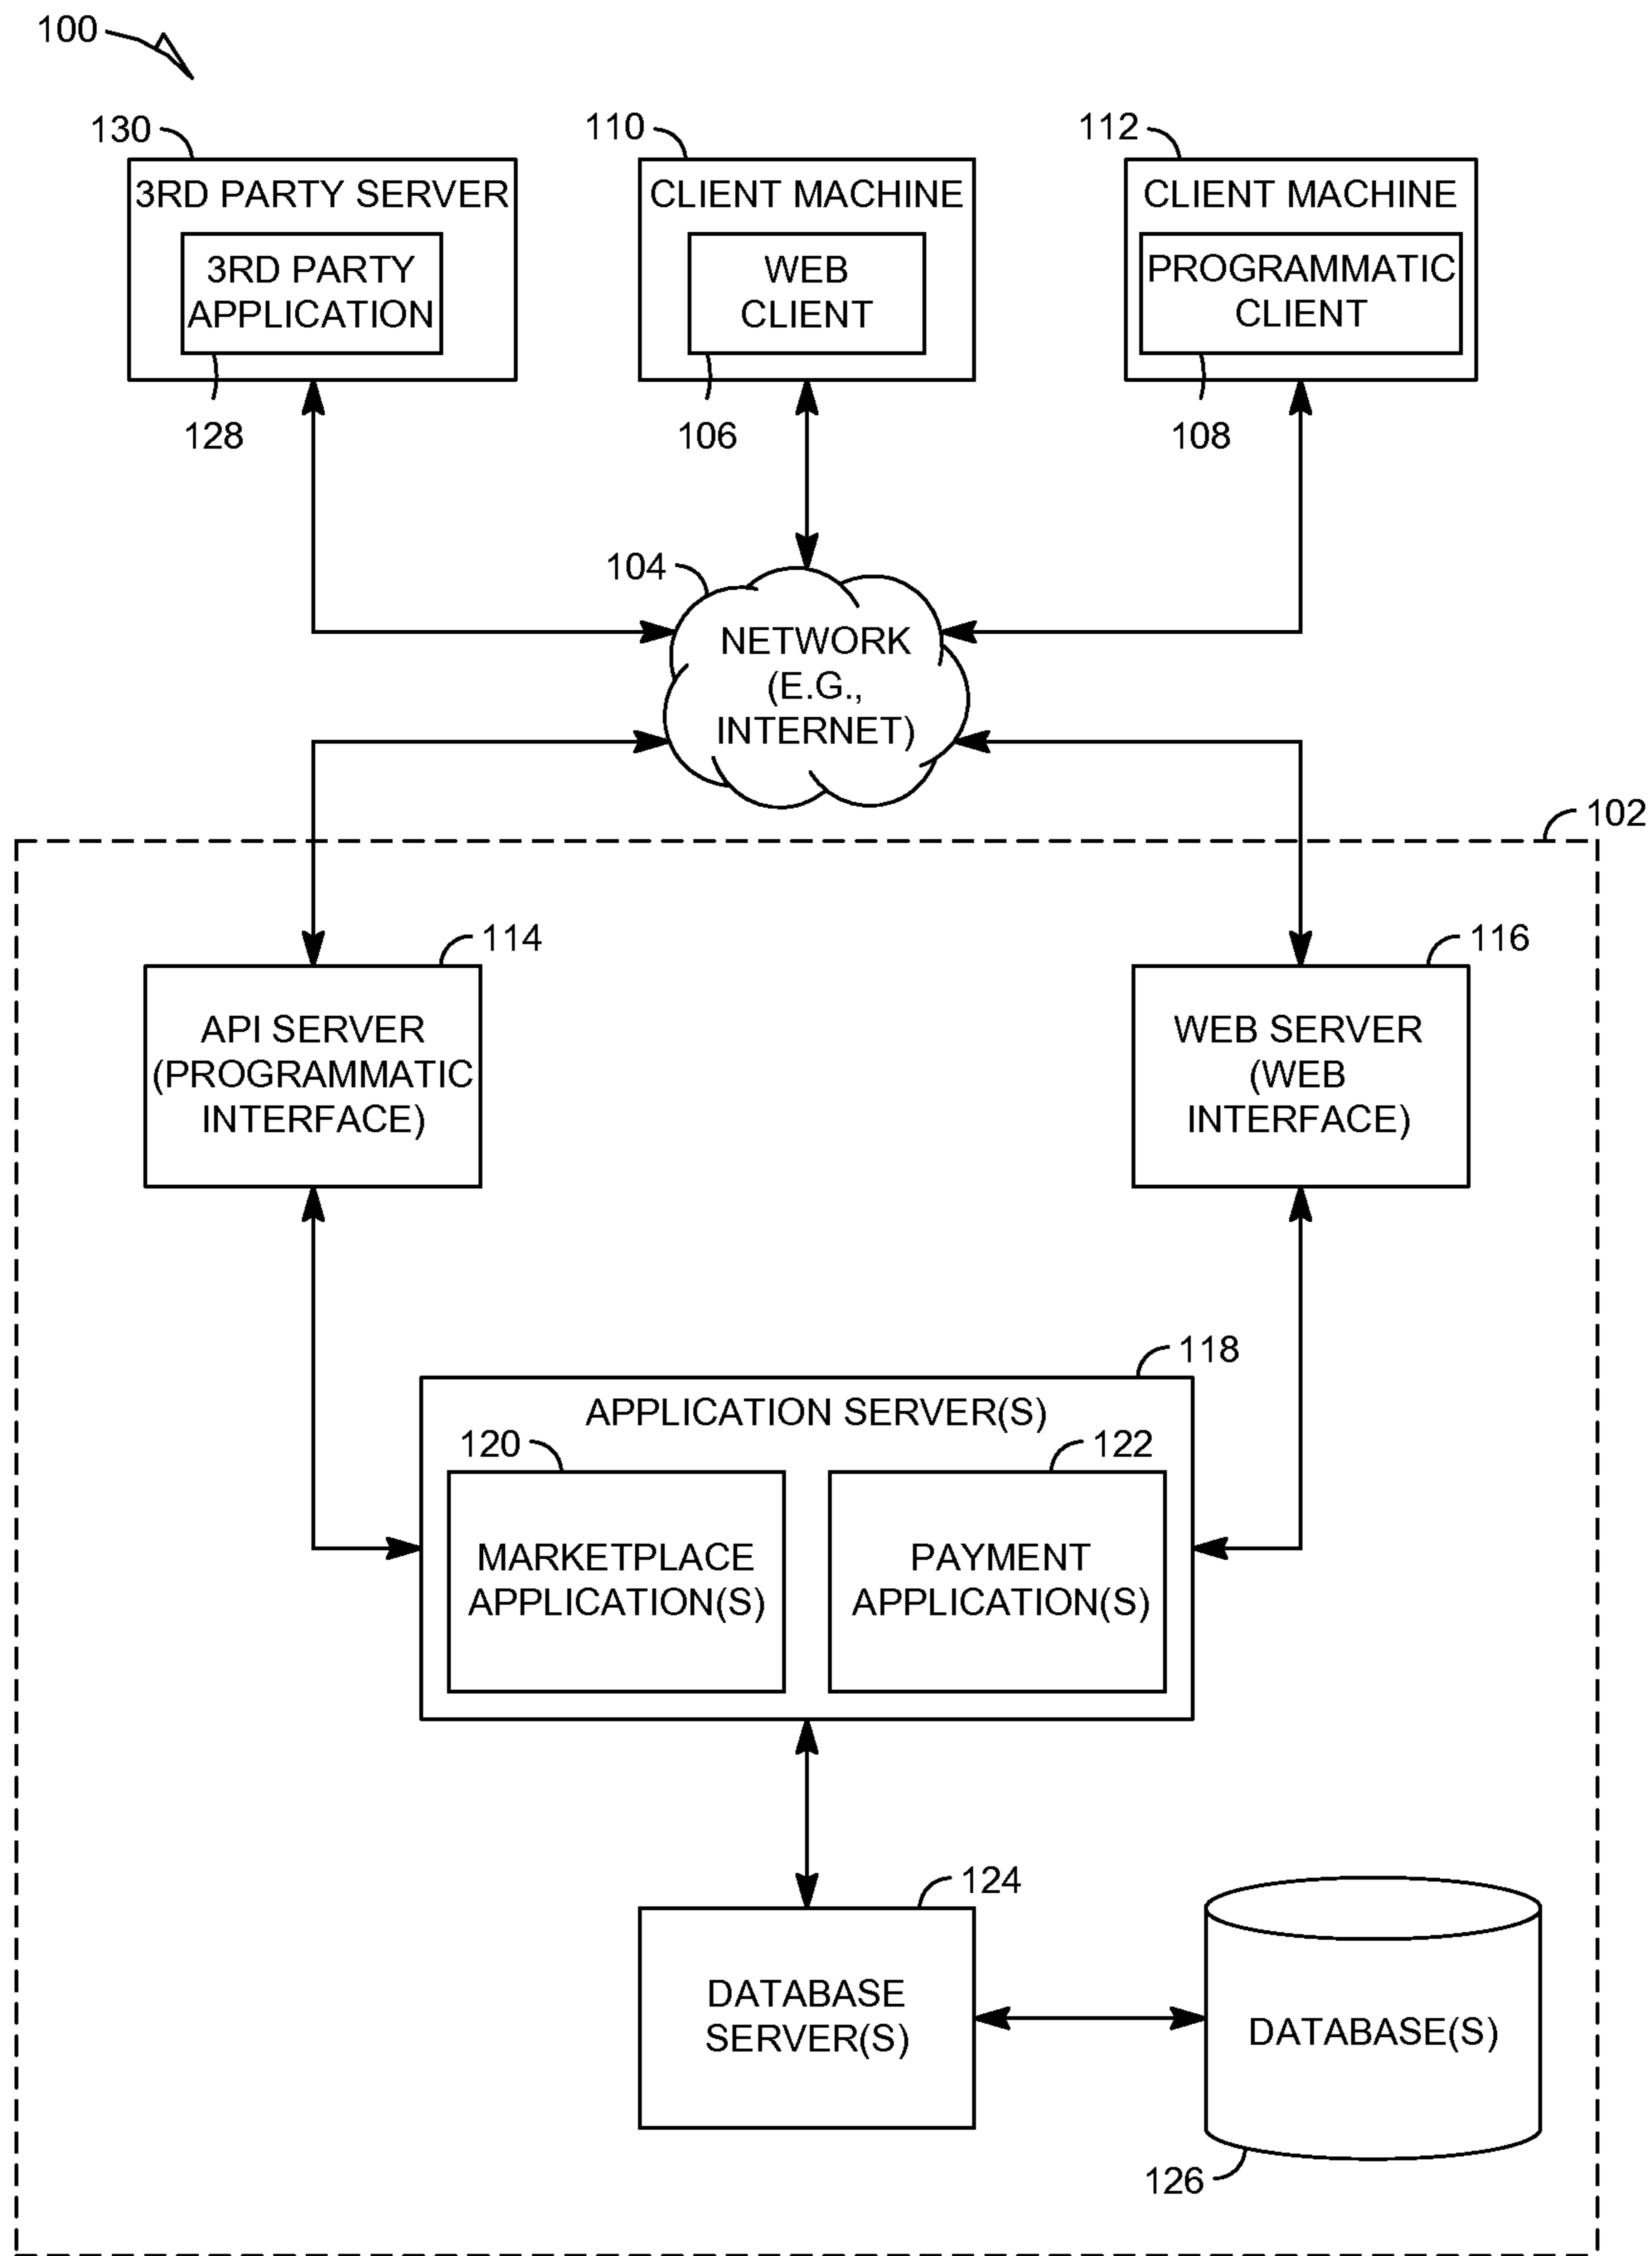 100
130
3RD PARTY SERVER
3RD PARTY
APPLICATION
128
110
CLIENT MACHINE
WEB
CLIENT
106
112
CLIENT MACHINE
PROGRAMMATIC
CLIENT
108
104
NETWORK
(E.G.,
INTERNET)
102
114
API SERVER
(PROGRAMMATIC
INTERFACE)
116
WEB SERVER
(WEB
INTERFACE)
118
APPLICATION SERVER(S)
120
MARKETPLACE
APPLICATION(S)
122
PAYMENT
APPLICATION(S)
124
DATABASE
SERVER(S)
DATABASE(S)
126